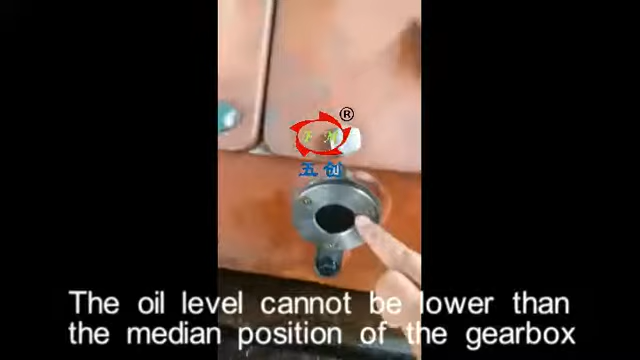 ®
五创
The oil level cannot be lower than
the median position of the gearbox